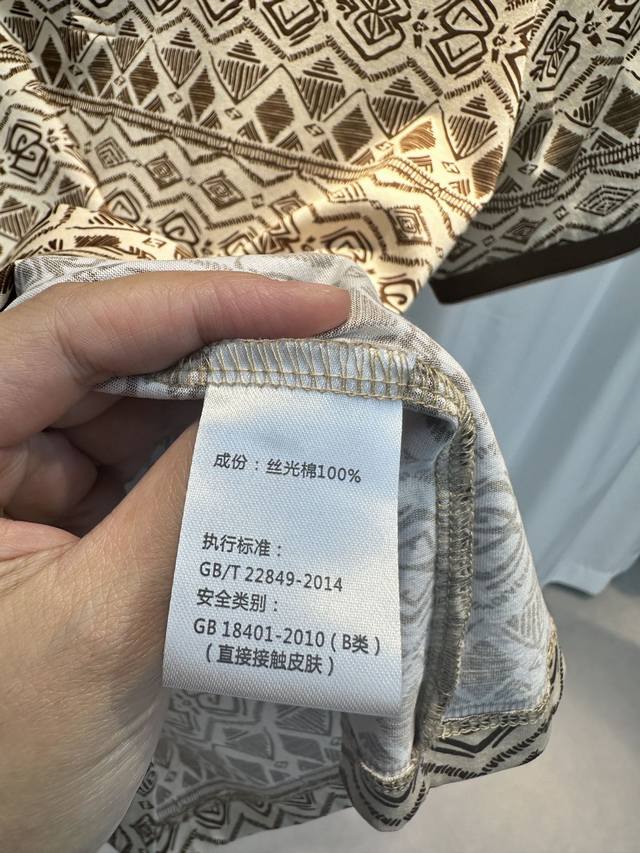 成份：丝光棉100%
执行标准：
GB/T 22849-2014
安全类别：
GB 18401-2010（B类）
（直接接触皮肤）